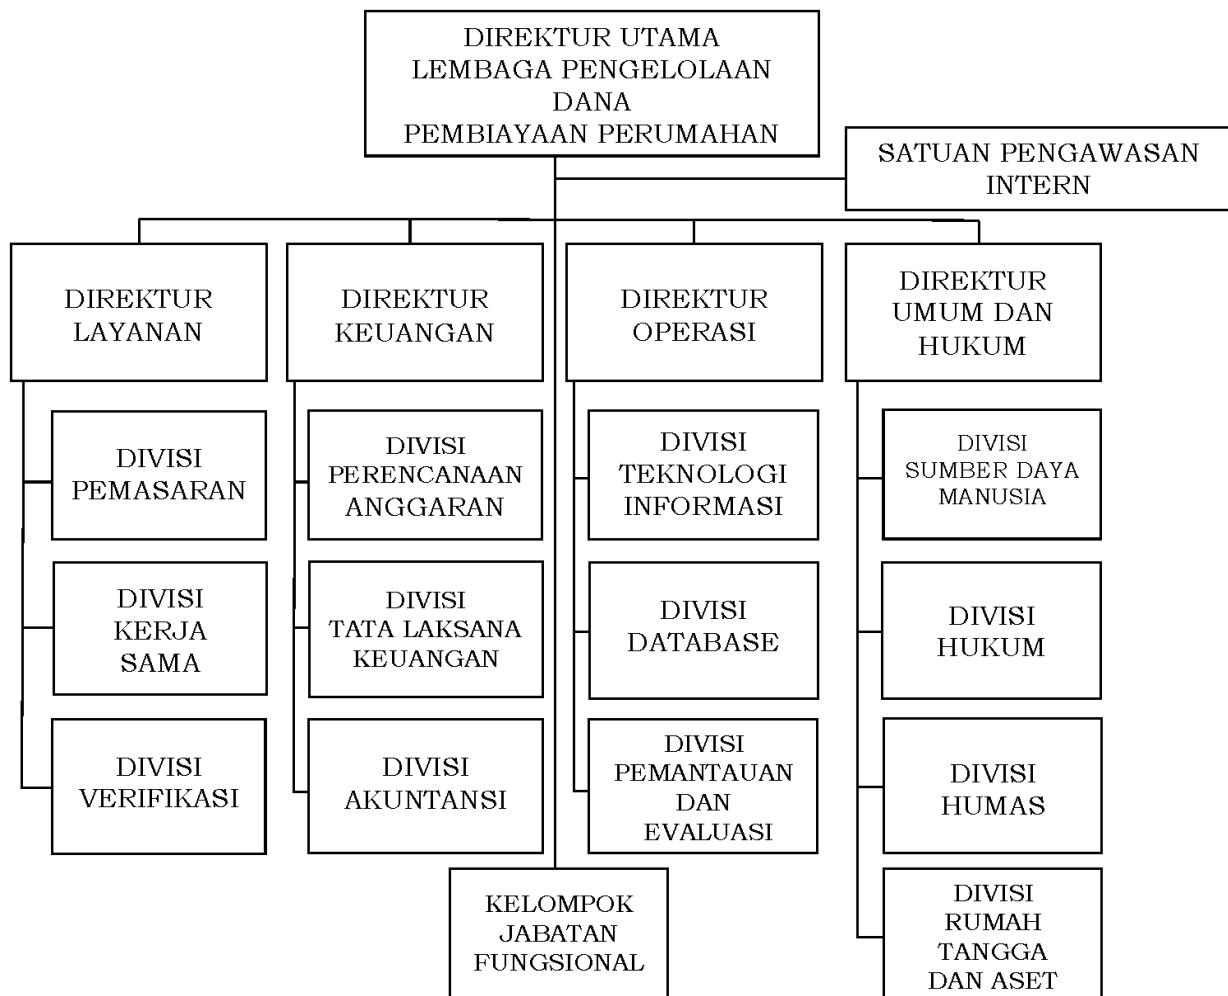 DIREKTUR UTAMA
LEMBAGA PENGELOLAAN
DANA
PEMBIAYAAN PERUMAHAN
SATUAN PENGAWASAN
INTERN
DIREKTUR
LAYANAN
DIREKTUR
KEUANGAN
DIREKTUR
OPERASI
DIREKTUR
UMUM DAN
HUKUM
DIVISI
PEMASARAN
DIVISI
KERJA
SAMA
DIVISI
VERIFIKASI
DIVISI
PERENCANAAN
ANGGARAN
DIVISI
TATA LAKSANA
KEUANGAN
DIVISI
AKUNTANSI
DIVISI
TEKNOLOGI
INFORMASI
DIVISI
DATABASE
DIVISI
PEMANTAUAN
DAN
EVALUASI
DIVISI
SUMBER DAYA
MANUSIA
DIVISI
HUKUM
DIVISI
HUMAS
DIVISI
RUMAH
TANGGA
DAN ASET
KELOMPOK
JABATAN
FUNGSIONAL